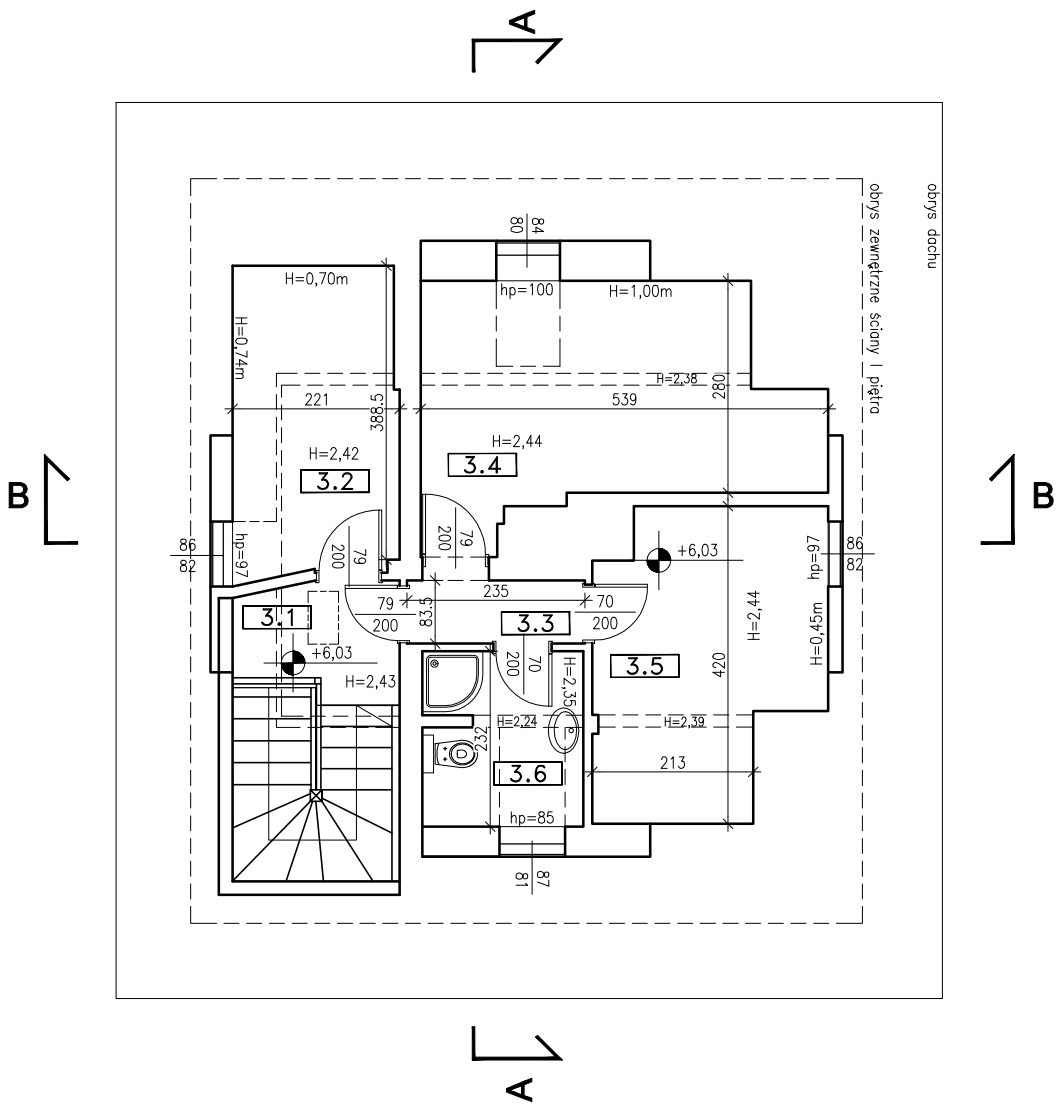 A
obrys dachu
obrys zewnętrzne ściany I piętra
84
80
hp=100
H=1,00m
H=0,70m
H=0,74m
H=2,38
280
221
388.5
539
H=2,42
3.2
H=2,44
3.4
B
B
86
82
hp=97
79
200
79
200
+6,03
hp=97
86
82
3.1
79
200
83.5
235
3.3
70
200
H=2,44
H=0,45m
+6,03
H=2,43
70
200
H=2,35
3.5
420
H=2,24
232
H=2,39
3.6
213
hp=85
87
81
A